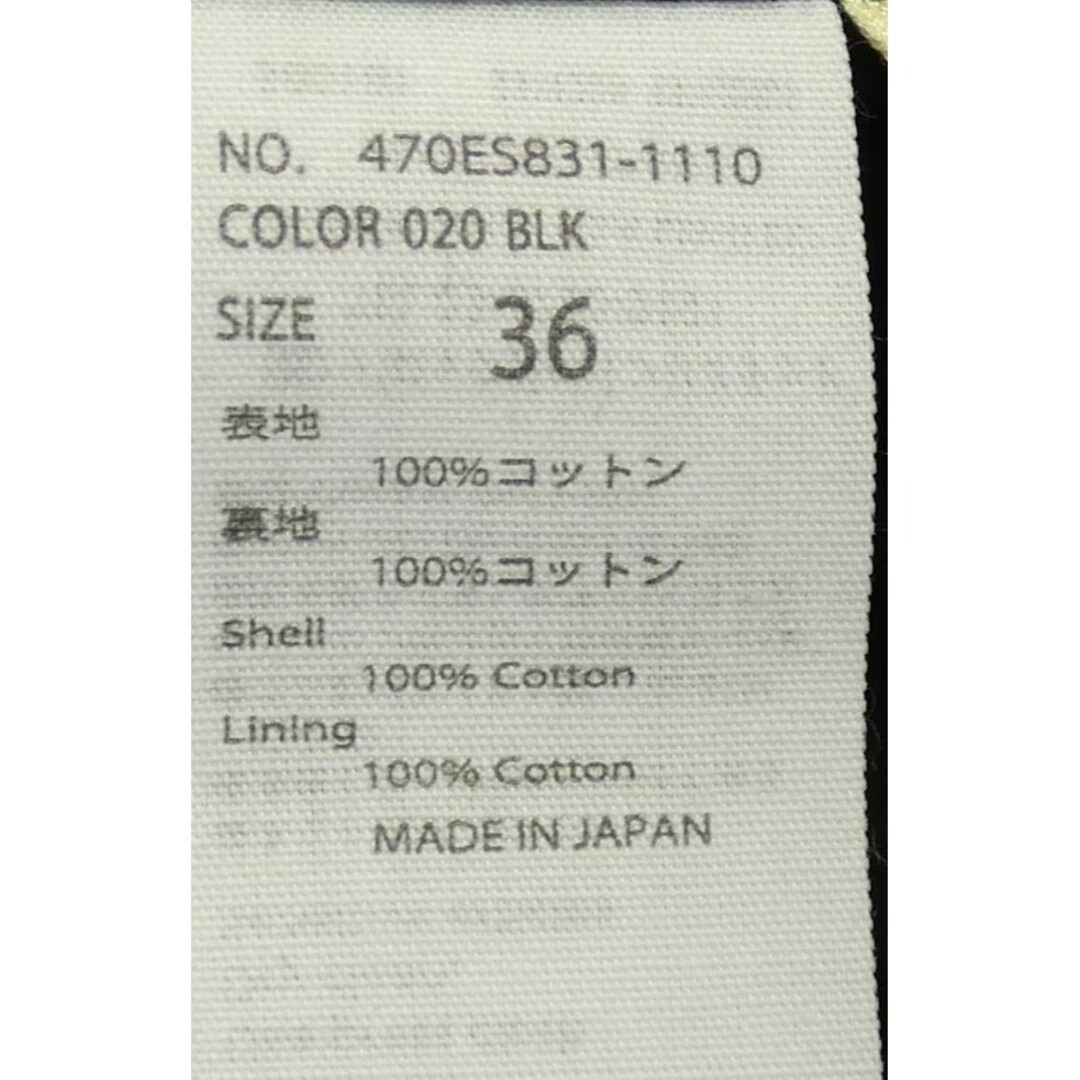 NO. 470ES831-1110
COLOR 020 BLK
SIZE 36
表地
100%コットン
裏地
100%コットン
Shell
100% Cotton
Lining
100% Cotton
MADE IN JAPAN